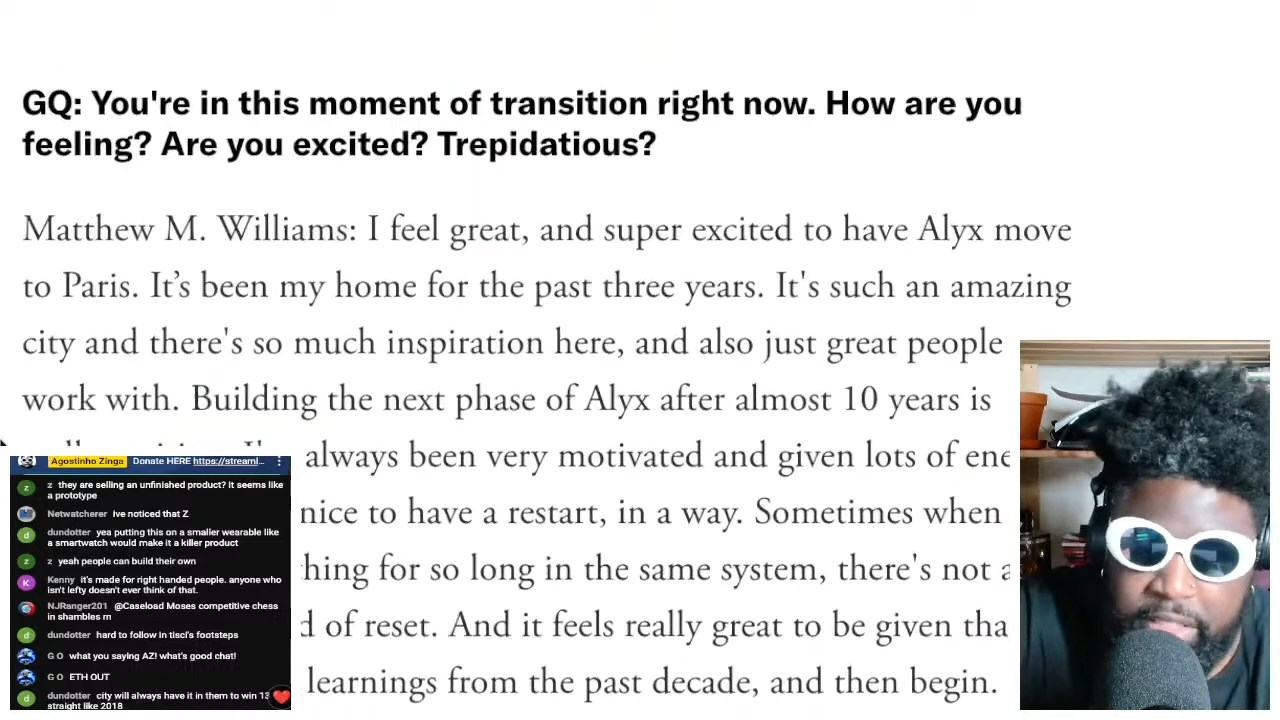 GQ: You're in this moment of transition right now. How are you
feeling? Are you excited? Trepidatious?
Matthew M. Williams: I feel great, and super excited to have Alyx move
to Paris. It’s been my home for the past three years. It's such an amazing
city and there's so much inspiration here, and also just great people
work with. Building the next phase of Alyx after almost 10 years is
always been very motivated and given lots of ene
nice to have a restart, in a way. Sometimes when
thing for so long in the same system, there's not a
d of reset. And it feels really great to be given tha
learnings from the past decade, and then begin.
Agostinho Zinga Donate HERE https://streaml...
z they are selling an unfinished product? it seems like
a prototype
Netwatcherer ive noticed that Z
dundotter yea putting this on a smaller wearable like
a smartwatch would make it a killer product
z yeah people can build their own
Kenny it's made for right handed people. anyone who
isn't lefty doesn't ever think of that.
NJRanger201 @Caseload Moses competitive chess
in shambles rn
dundotter hard to follow in tisci's footsteps
G O what you saying AZ! what's good chat!
G O ETH OUT
dundotter city will always have it in them to win 13
straight like 2018